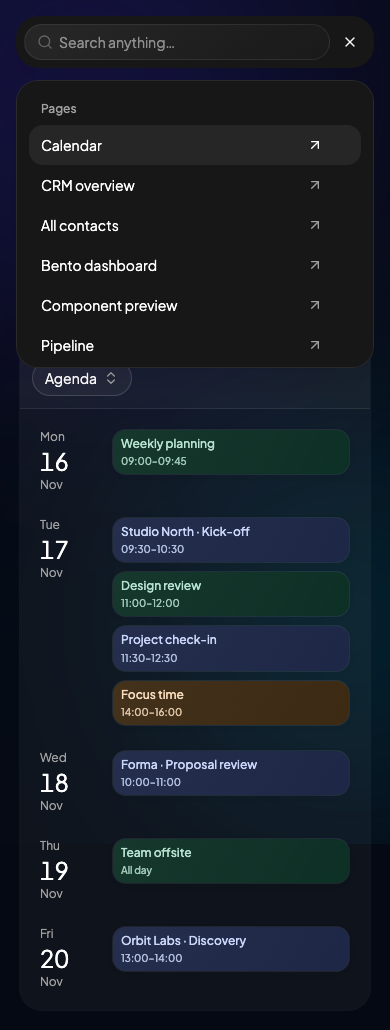 Search anything...
Pages
Calendar
CRM overview
All contacts
Bento dashboard
Component preview
Pipeline
Agenda
Mon
16
Nov
Weekly planning
09:00–09:45
Tue
17
Nov
Studio North · Kick-off
09:30–10:30
Design review
11:00–12:00
Project check-in
11:30–12:30
Focus time
14:00–16:00
Wed
18
Nov
Forma · Proposal review
10:00–11:00
Thu
19
Nov
Team offsite
All day
Fri
20
Nov
Orbit Labs · Discovery
13:00–14:00